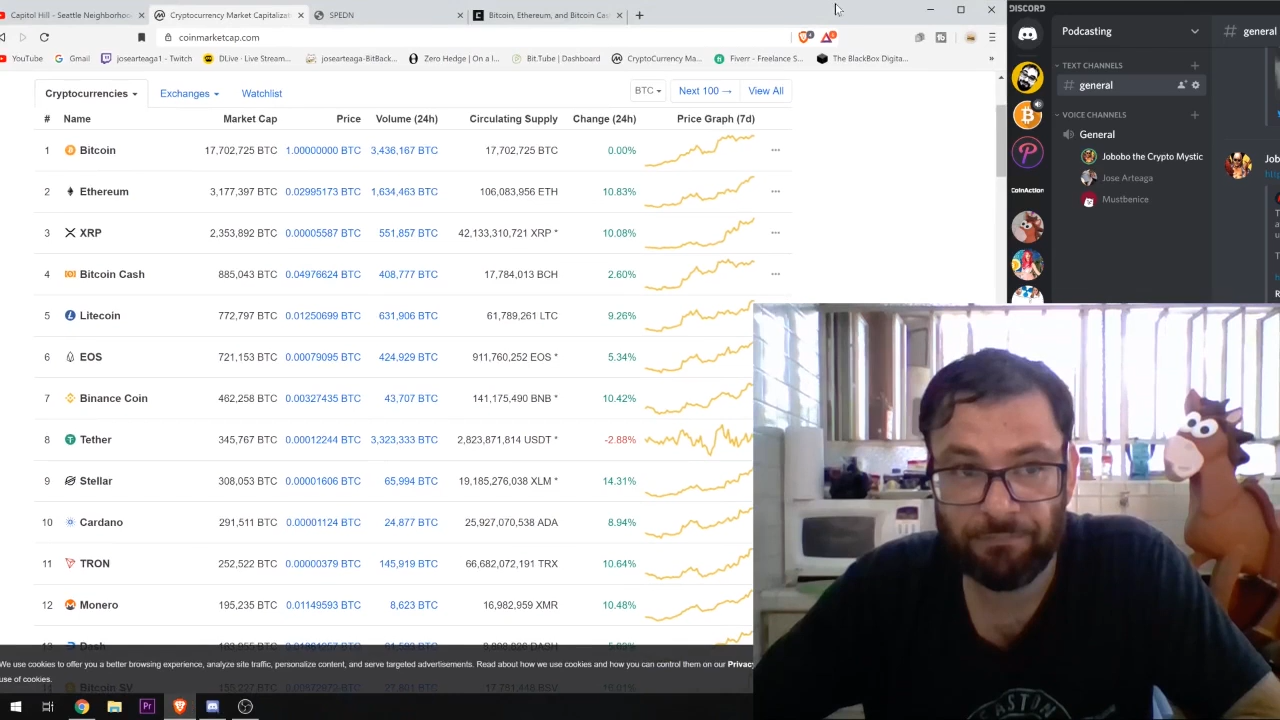 Capitol Hill - Seattle Neighborhoo
Cryptocurrency Market Capitalizat
SPEDN
Bitcoin, Ethereum, and Bitcoin Cas
coinmarketcap.com
YouTube
Gmail
josearteaga1 - Twitch
DLive · Live Stream...
josearteaga-BitBack...
Zero Hedge | On a l...
Bit.Tube | Dashboard
CryptoCurrency Ma...
Fiverr - Freelance S...
The BlackBox Digita...
Cryptocurrencies
Exchanges
Watchlist
BTC
Next 100 →
View All
# Name Market Cap Price Volume (24h) Circulating Supply Change (24h) Price Graph (7d)
1 Bitcoin 17,702,725 BTC 1.00000000 BTC 3,436,167 BTC 17,702,725 BTC 0.00%
2 Ethereum 3,177,397 BTC 0.02995173 BTC 1,634,463 BTC 106,083,956 ETH 10.83%
3 XRP 2,353,892 BTC 0.00005587 BTC 551,857 BTC 42,133,310,721 XRP * 10.08%
4 Bitcoin Cash 885,043 BTC 0.04976624 BTC 408,777 BTC 17,784,013 BCH 2.60%
5 Litecoin 772,797 BTC 0.01250699 BTC 631,906 BTC 61,789,261 LTC 9.26%
6 EOS 721,153 BTC 0.00079095 BTC 424,929 BTC 911,760,252 EOS * 5.34%
7 Binance Coin 462,258 BTC 0.00327435 BTC 43,707 BTC 141,175,490 BNB * 10.42%
8 Tether 345,767 BTC 0.00012244 BTC 3,323,333 BTC 2,823,871,814 USDT * -2.88%
9 Stellar 308,053 BTC 0.00001606 BTC 65,994 BTC 19,185,276,038 XLM * 14.31%
10 Cardano 291,511 BTC 0.00001124 BTC 24,877 BTC 25,927,070,538 ADA 8.94%
11 TRON 252,522 BTC 0.00000379 BTC 145,919 BTC 66,682,072,191 TRX 10.64%
12 Monero 195,235 BTC 0.01149593 BTC 8,623 BTC 16,982,959 XMR 10.48%
Dash
We use cookies to offer you a better browsing experience, analyze site traffic, personalize content, and serve targeted advertisements. Read about how we use cookies and how you can control them on our Privac
use of cookies.
Bitcoin SV
DISCORD
Podcasting
# general
TEXT CHANNELS
# general
VOICE CHANNELS
General
Jobobo the Crypto Mystic
Jose Arteaga
Mustbenice
CoinAction
Job
EASTON